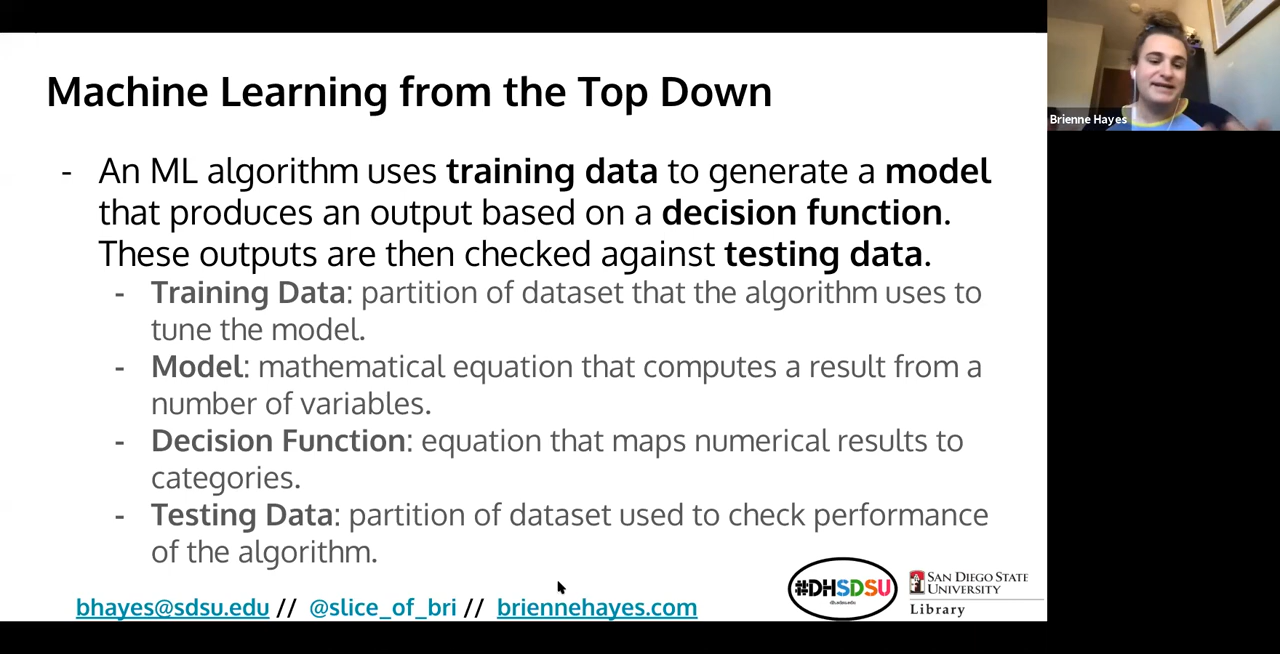 Machine Learning from the Top Down
- An ML algorithm uses training data to generate a model
that produces an output based on a decision function.
These outputs are then checked against testing data.
- Training Data: partition of dataset that the algorithm uses to
tune the model.
- Model: mathematical equation that computes a result from a
number of variables.
- Decision Function: equation that maps numerical results to
categories.
- Testing Data: partition of dataset used to check performance
of the algorithm.
bhayes@sdsu.edu // @slice_of_bri // briennehayes.com
#DHSDSU
SAN DIEGO STATE
UNIVERSITY
Library
Brienne Hayes